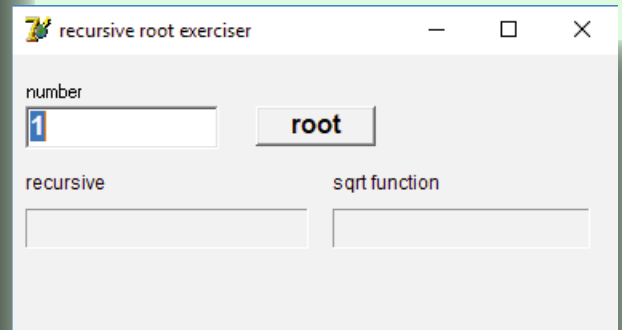 recursive root exerciser
number
1
root
recursive
sqrt function